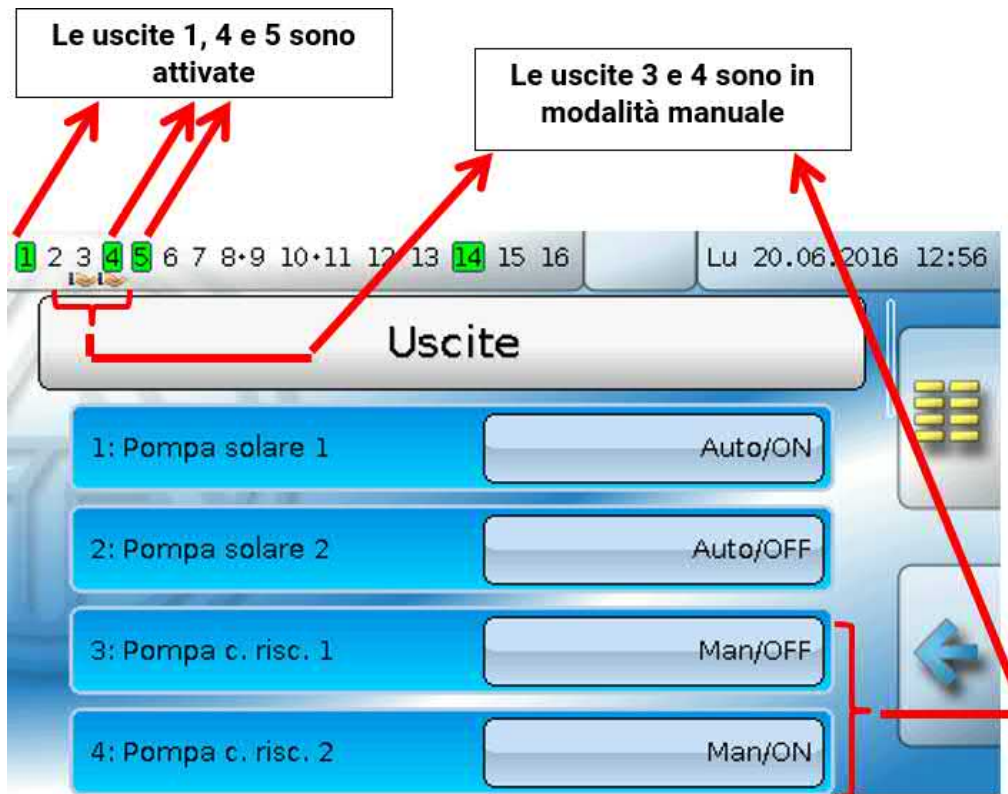 Le uscite 1, 4 e 5 sono
attivate
Le uscite 3 e 4 sono in
modalità manuale
1 2 3 4 5 6 7 8•9 10•11 12 13 14 15 16
Lu 20.06.2016 12:56
Uscite
1: Pompa solare 1
Auto/ON
2: Pompa solare 2
Auto/OFF
3: Pompa c. risc. 1
Man/OFF
4: Pompa c. risc. 2
Man/ON